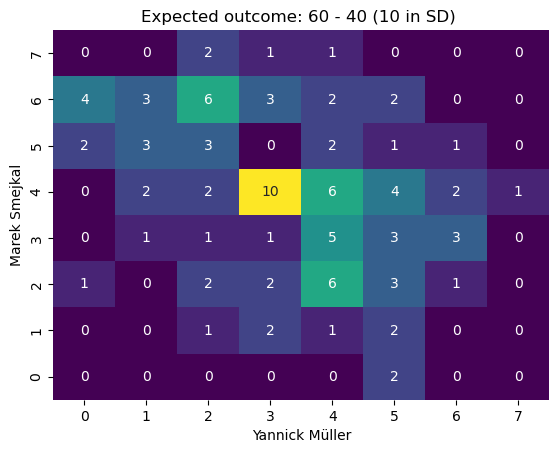 Expected outcome: 60 - 40 (10 in SD)
7 0 0 2 1 1 0 0 0
6 4 3 6 3 2 2 0 0
5 2 3 3 0 2 1 1 0
4 0 2 2 10 6 4 2 1
3 0 1 1 1 5 3 3 0
2 1 0 2 2 6 3 1 0
1 0 0 1 2 1 2 0 0
0 0 0 0 0 0 2 0 0
Marek Smejkal
0 1 2 3 4 5 6 7
Yannick Müller